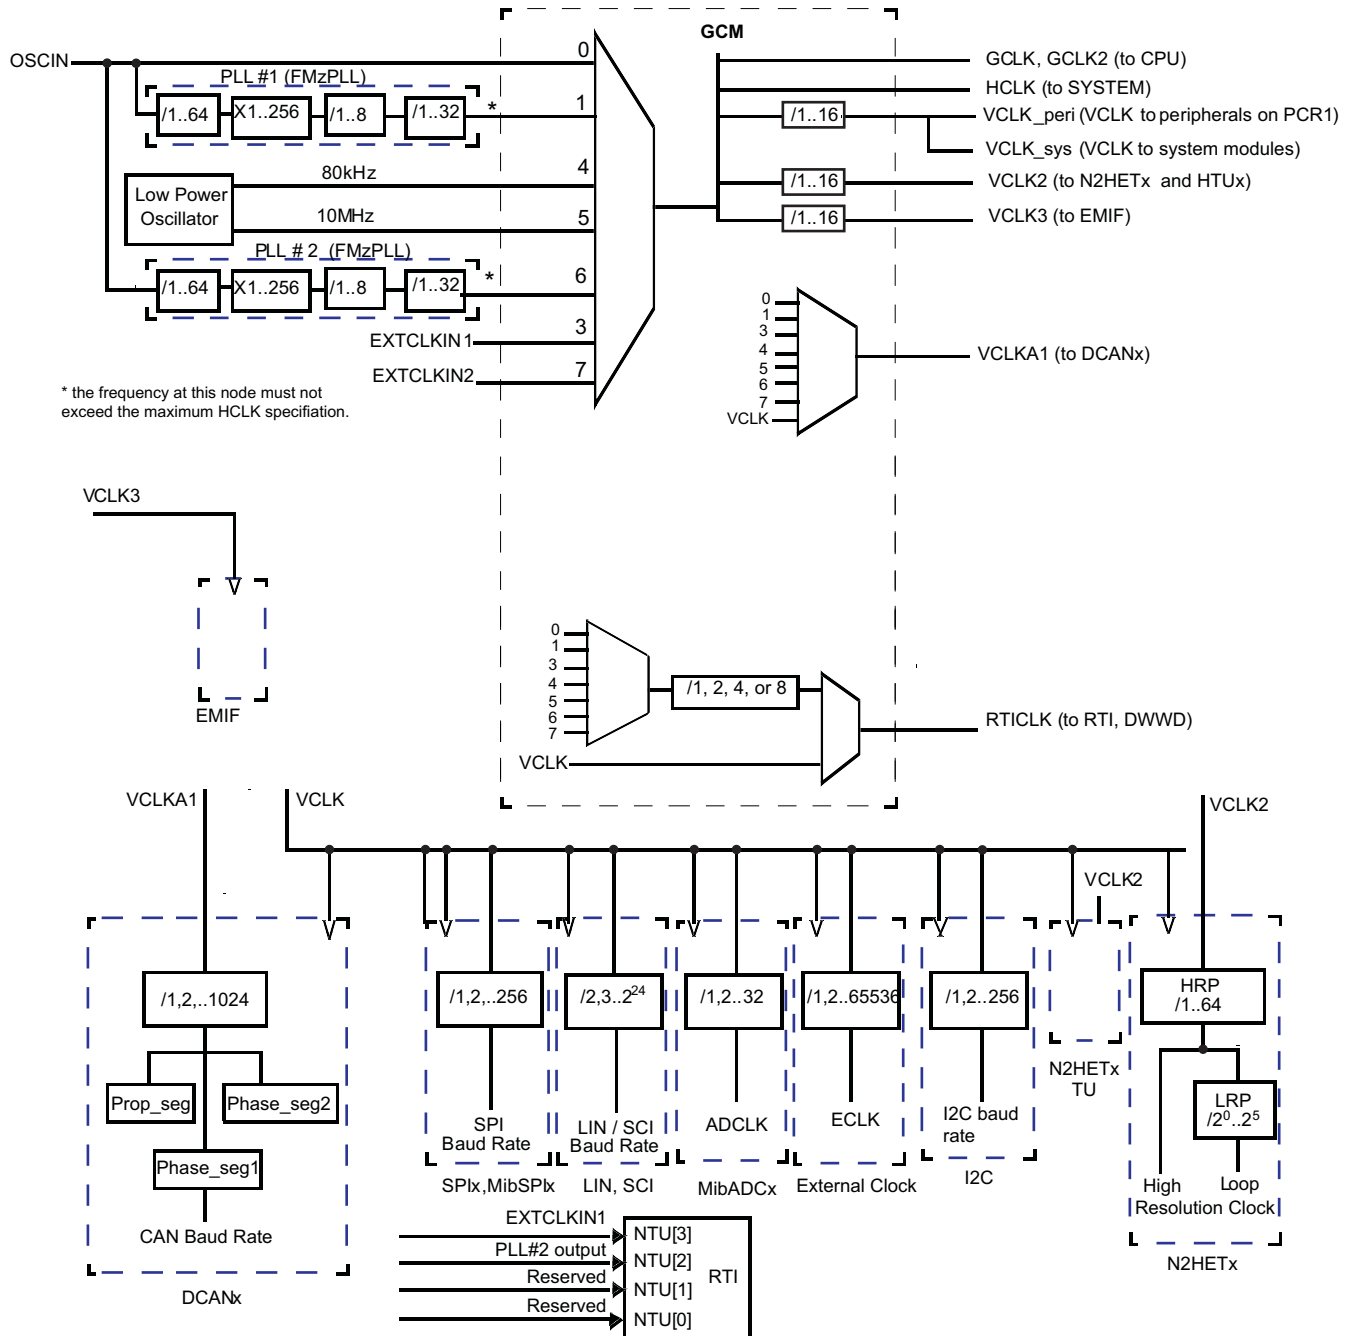 GCM
OSCIN
0
GCLK, GCLK2 (to CPU)
PLL #1 (FMzPLL)
HCLK (to SYSTEM)
/1..64
X1..256
/1..8
/1..32
*
1
/1..16
VCLK_peri (VCLK to peripherals on PCR1)
VCLK_sys (VCLK to system modules)
Low Power
Oscillator
80kHz
4
/1..16
VCLK2 (to N2HETx and HTUx)
10MHz
5
/1..16
VCLK3 (to EMIF)
PLL # 2 (FMzPLL)
/1..64
X1..256
/1..8
/1..32
*
6
EXTCLKIN1
3
EXTCLKIN2
7
0
1
3
4
5
6
7
VCLK
VCLKA1 (to DCANx)
* the frequency at this node must not
exceed the maximum HCLK specifiation.
VCLK3
EMIF
0
1
3
4
5
6
7
/1, 2, 4, or 8
VCLK
RTICLK (to RTI, DWWD)
VCLKA1
VCLK
VCLK2
VCLK2
/1,2,..1024
Prop_seg
Phase_seg2
Phase_seg1
CAN Baud Rate
DCANx
/1,2,..256
SPI
Baud Rate
SPIx,MibSPIx
/2,3..2^24
LIN / SCI
Baud Rate
LIN, SCI
/1,2..32
ADCLK
MibADCx
/1,2..65536
ECLK
External Clock
/1,2..256
I2C baud
rate
I2C
N2HETx
TU
HRP
/1..64
LRP
/2^0..2^5
High
Loop
Resolution Clock
N2HETx
EXTCLKIN1
NTU[3]
PLL#2 output
NTU[2]
Reserved
NTU[1]
Reserved
NTU[0]
RTI